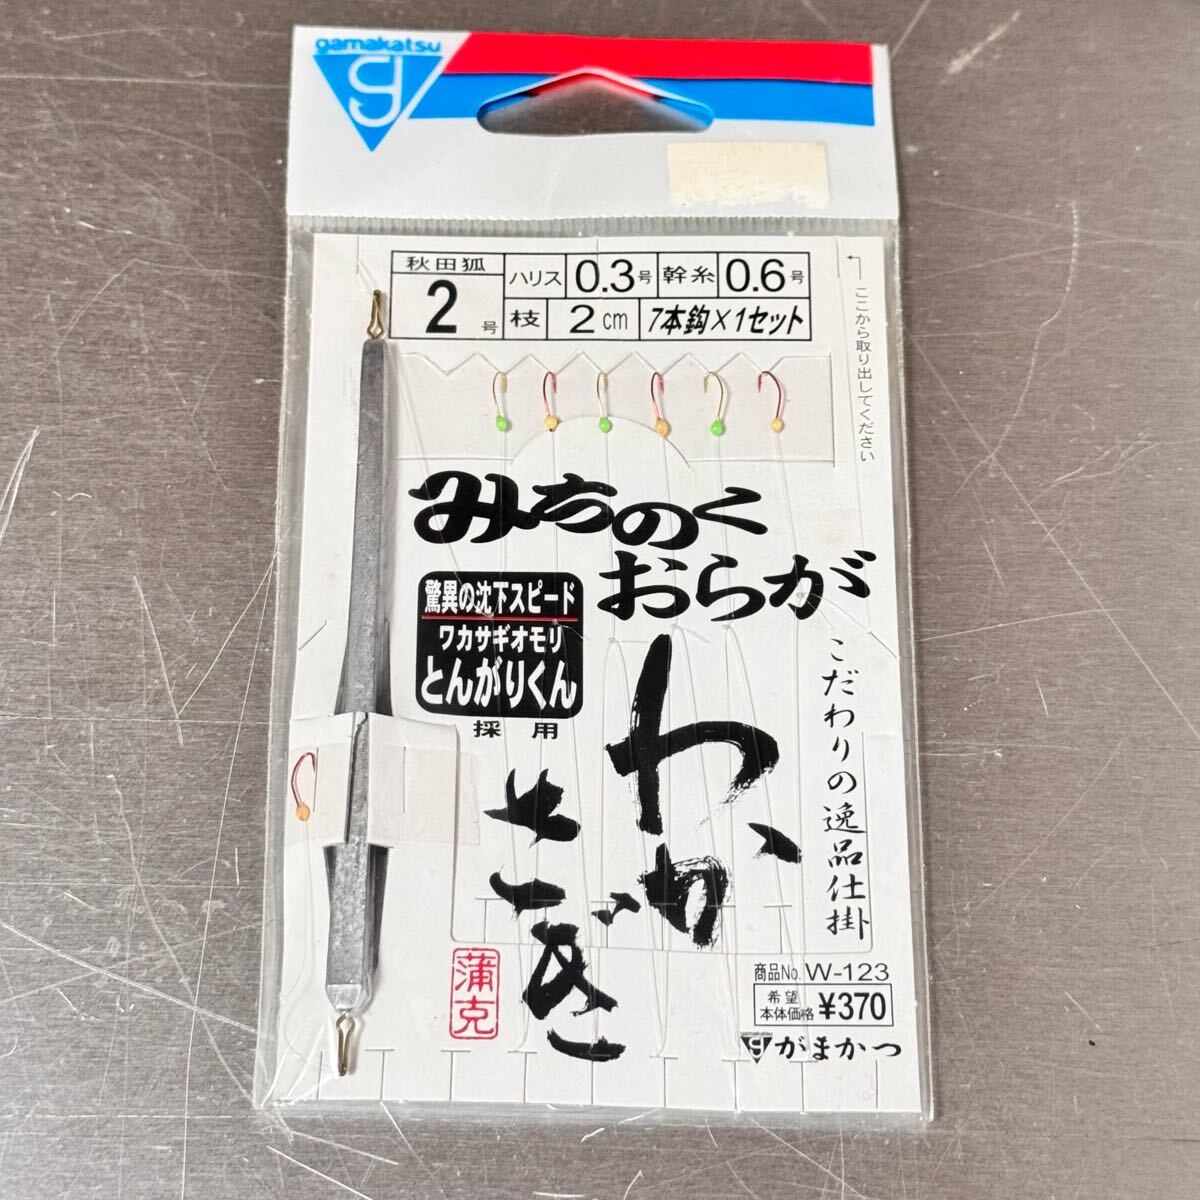 gamakatsu
g
秋田狐
2号
ハリス 0.3号 幹糸 0.6号
枝 2cm 7本鈎×1セット
ここから取り出してください
みちのく
おらが
わかさぎ
驚異の沈下スピード
ワカサギオモリ
とんがりくん
採用
こだわりの逸品仕掛
蒲克
商品No. W-123
希望
本体価格 ¥370
gamakatsu
g がまかつ